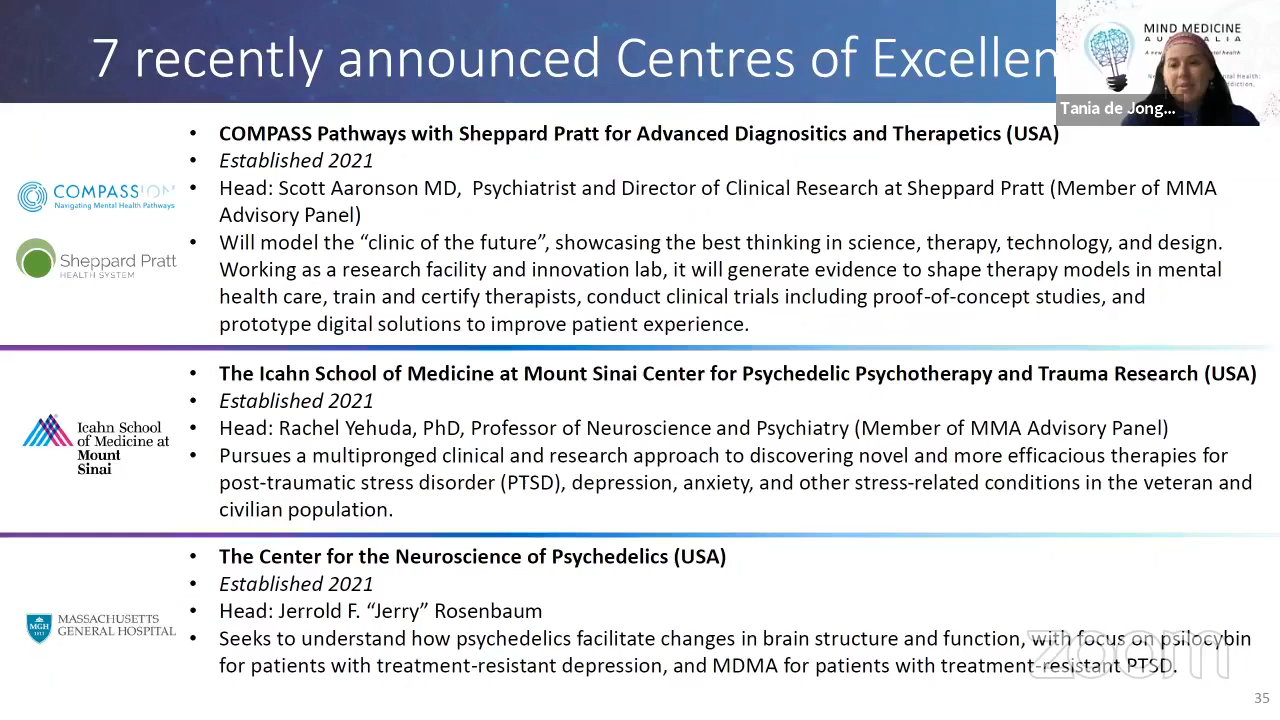 7 recently announced Centres of Excellen
MIND MEDICINE
AUSTRALIA
Tania de Jong...
• COMPASS Pathways with Sheppard Pratt for Advanced Diagnositics and Therapetics (USA)
• Established 2021
• Head: Scott Aaronson MD, Psychiatrist and Director of Clinical Research at Sheppard Pratt (Member of MMA
Advisory Panel)
• Will model the “clinic of the future”, showcasing the best thinking in science, therapy, technology, and design.
Working as a research facility and innovation lab, it will generate evidence to shape therapy models in mental
health care, train and certify therapists, conduct clinical trials including proof-of-concept studies, and
prototype digital solutions to improve patient experience.
COMPASS
Navigating Mental Health Pathways
Sheppard Pratt
HEALTH SYSTEM
• The Icahn School of Medicine at Mount Sinai Center for Psychedelic Psychotherapy and Trauma Research (USA)
• Established 2021
• Head: Rachel Yehuda, PhD, Professor of Neuroscience and Psychiatry (Member of MMA Advisory Panel)
• Pursues a multipronged clinical and research approach to discovering novel and more efficacious therapies for
post-traumatic stress disorder (PTSD), depression, anxiety, and other stress-related conditions in the veteran and
civilian population.
Icahn School
of Medicine at
Mount
Sinai
• The Center for the Neuroscience of Psychedelics (USA)
• Established 2021
• Head: Jerrold F. “Jerry” Rosenbaum
• Seeks to understand how psychedelics facilitate changes in brain structure and function, with focus on psilocybin
for patients with treatment-resistant depression, and MDMA for patients with treatment-resistant PTSD.
MGH
1811
MASSACHUSETTS
GENERAL HOSPITAL
zoom
35